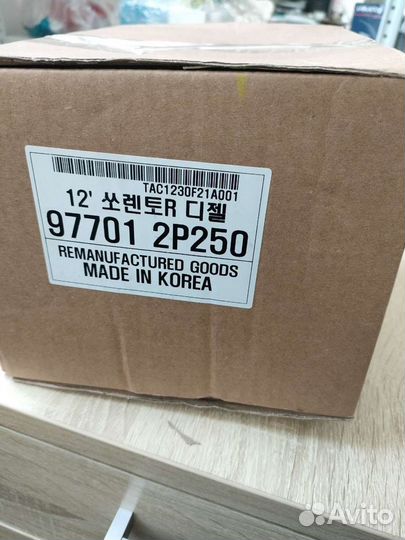 TAC1230F21A001
12' 쏘렌토R 디젤
97701 2P250
REMANUFACTURED GOODS
MADE IN KOREA
Avito